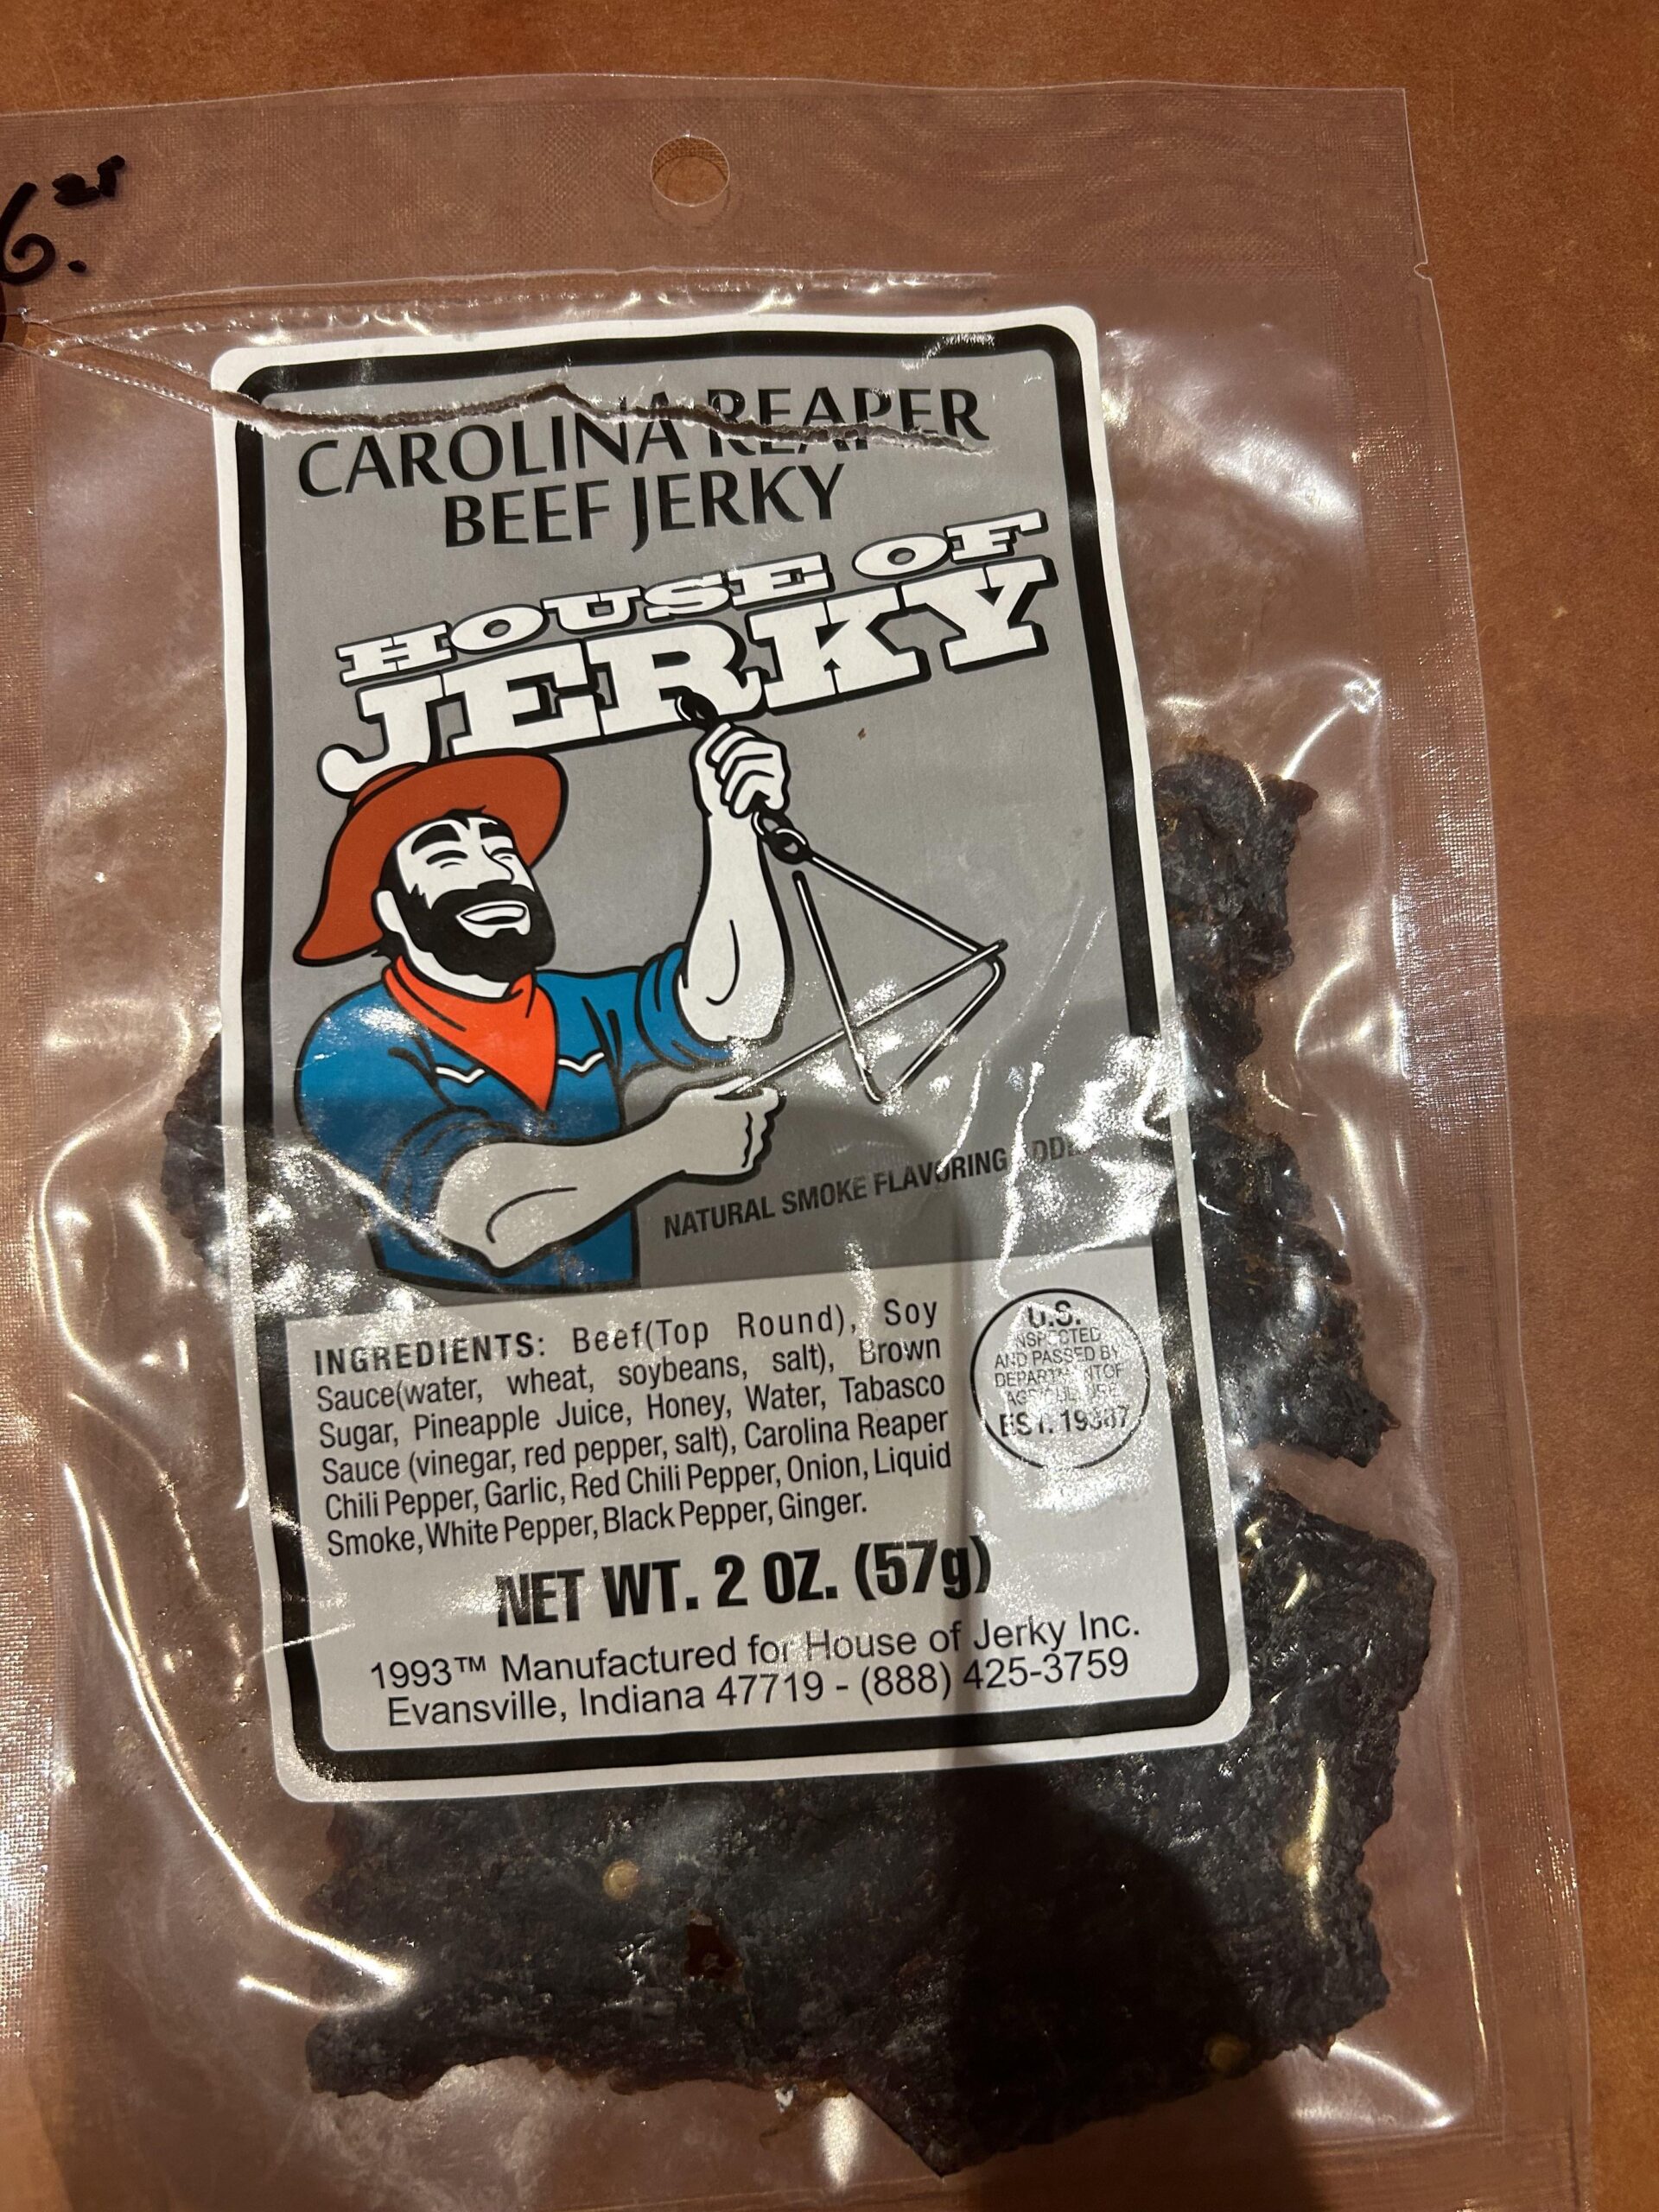 CAROLINA REAPER
BEEF JERKY
HOUSE OF
JERKY
NATURAL SMOKE FLAVORING
INGREDIENTS: Beef(Top Round), Soy
Sauce(water, wheat, soybeans, salt), Brown
Sugar, Pineapple Juice, Honey, Water, Tabasco
Sauce (vinegar, red pepper, salt), Carolina Reaper
Chili Pepper, Garlic, Red Chili Pepper, Onion, Liquid
Smoke, White Pepper, Black Pepper, Ginger.
U.S.
INSPECTED
AND PASSED BY
DEPARTMENT OF
AGRICULTURE
EST.
NET WT. 2 OZ. (57g)
1993™ Manufactured for House of Jerky Inc.
Evansville, Indiana 47719 - (888) 425-3759